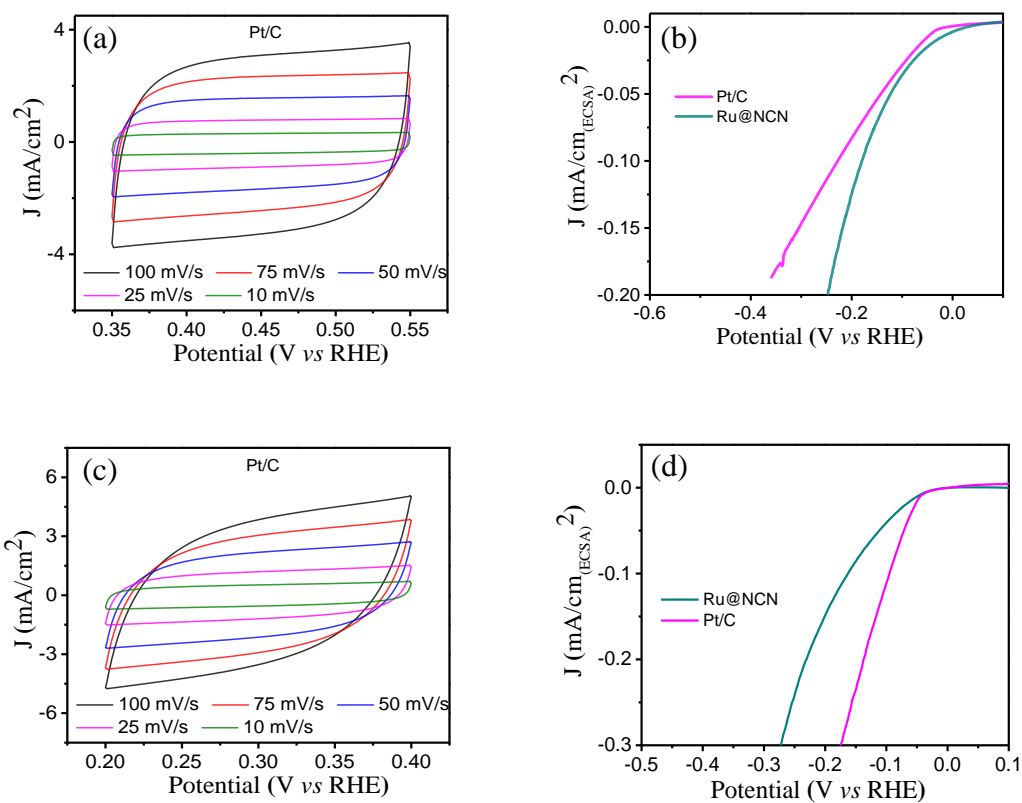 (a)
Pt/C
J (mA/cm2)
4
0
-4
100 mV/s 75 mV/s 50 mV/s
25 mV/s 10 mV/s
0.35 0.40 0.45 0.50 0.55
Potential (V vs RHE)
(b)
J (mA/cm(ECSA)2)
0.00
-0.05
-0.10
-0.15
-0.20
Pt/C
Ru@NCN
-0.6 -0.4 -0.2 0.0
Potential (V vs RHE)
(c)
Pt/C
J (mA/cm2)
6
3
0
-3
-6
100 mV/s 75 mV/s 50 mV/s
25 mV/s 10 mV/s
0.20 0.25 0.30 0.35 0.40
Potential (V vs RHE)
(d)
J (mA/cm(ECSA)2)
0.0
-0.1
-0.2
-0.3
Ru@NCN
Pt/C
-0.5 -0.4 -0.3 -0.2 -0.1 0.0 0.1
Potential (V vs RHE)